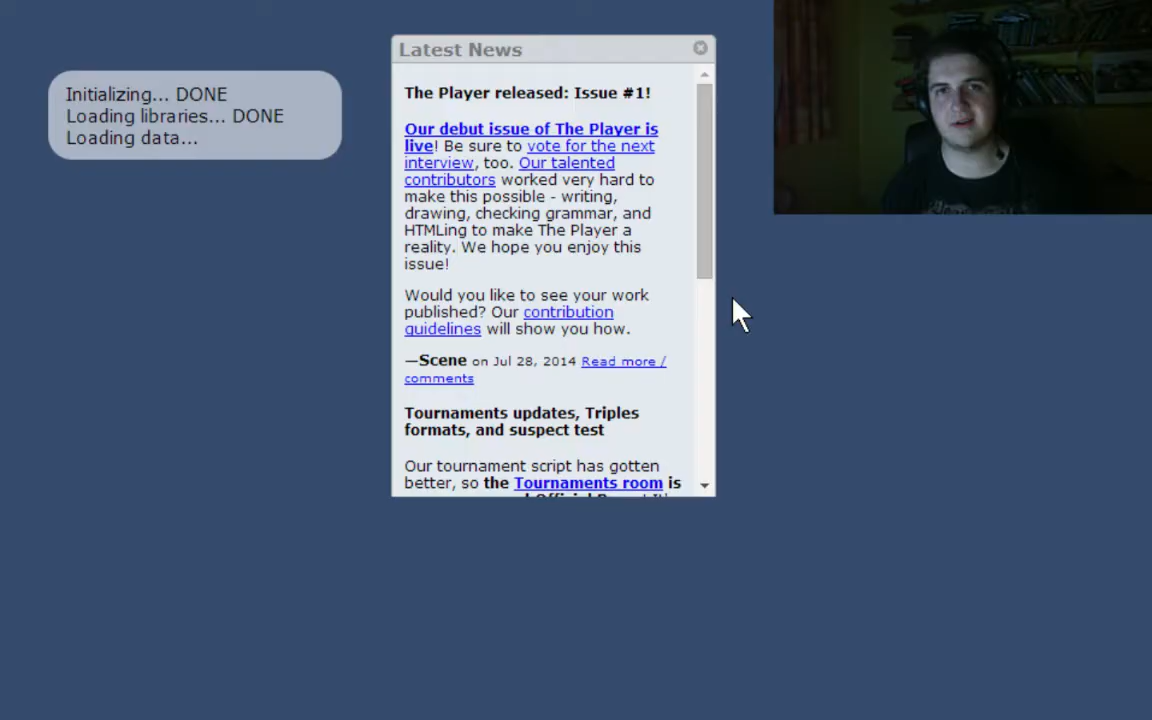 Initializing... DONE
Loading libraries... DONE
Loading data...
Latest News
The Player released: Issue #1!
Our debut issue of The Player is
live! Be sure to vote for the next
interview, too. Our talented
contributors worked very hard to
make this possible - writing,
drawing, checking grammar, and
HTMLing to make The Player a
reality. We hope you enjoy this
issue!
Would you like to see your work
published? Our contribution
guidelines will show you how.
—Scene on Jul 28, 2014 Read more /
comments
Tournaments updates, Triples
formats, and suspect test
Our tournament script has gotten
better, so the Tournaments room is